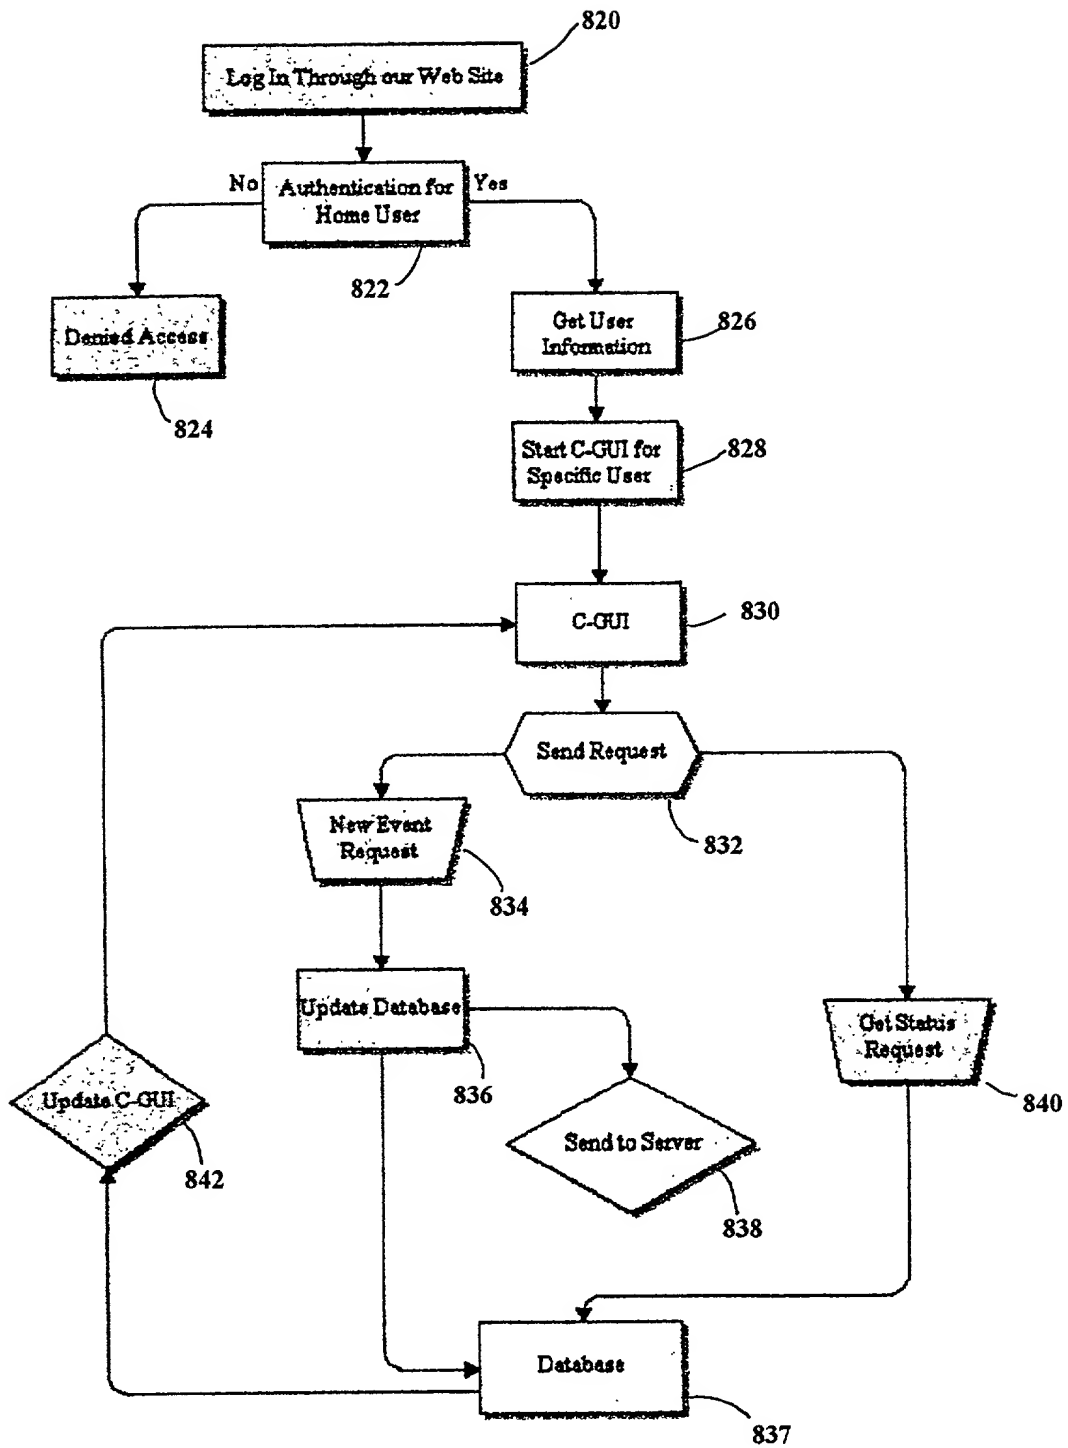 820
Log In Through our Web Site
No
Authentication for
Home User
Yes
822
Denied Access
824
Get User
Information
826
Start C-GUI for
Specific User
828
C-GUI
830
Send Request
832
New Event
Request
834
Update Database
836
Get Status
Request
840
Update C-GUI
842
Send to Server
838
Database
837